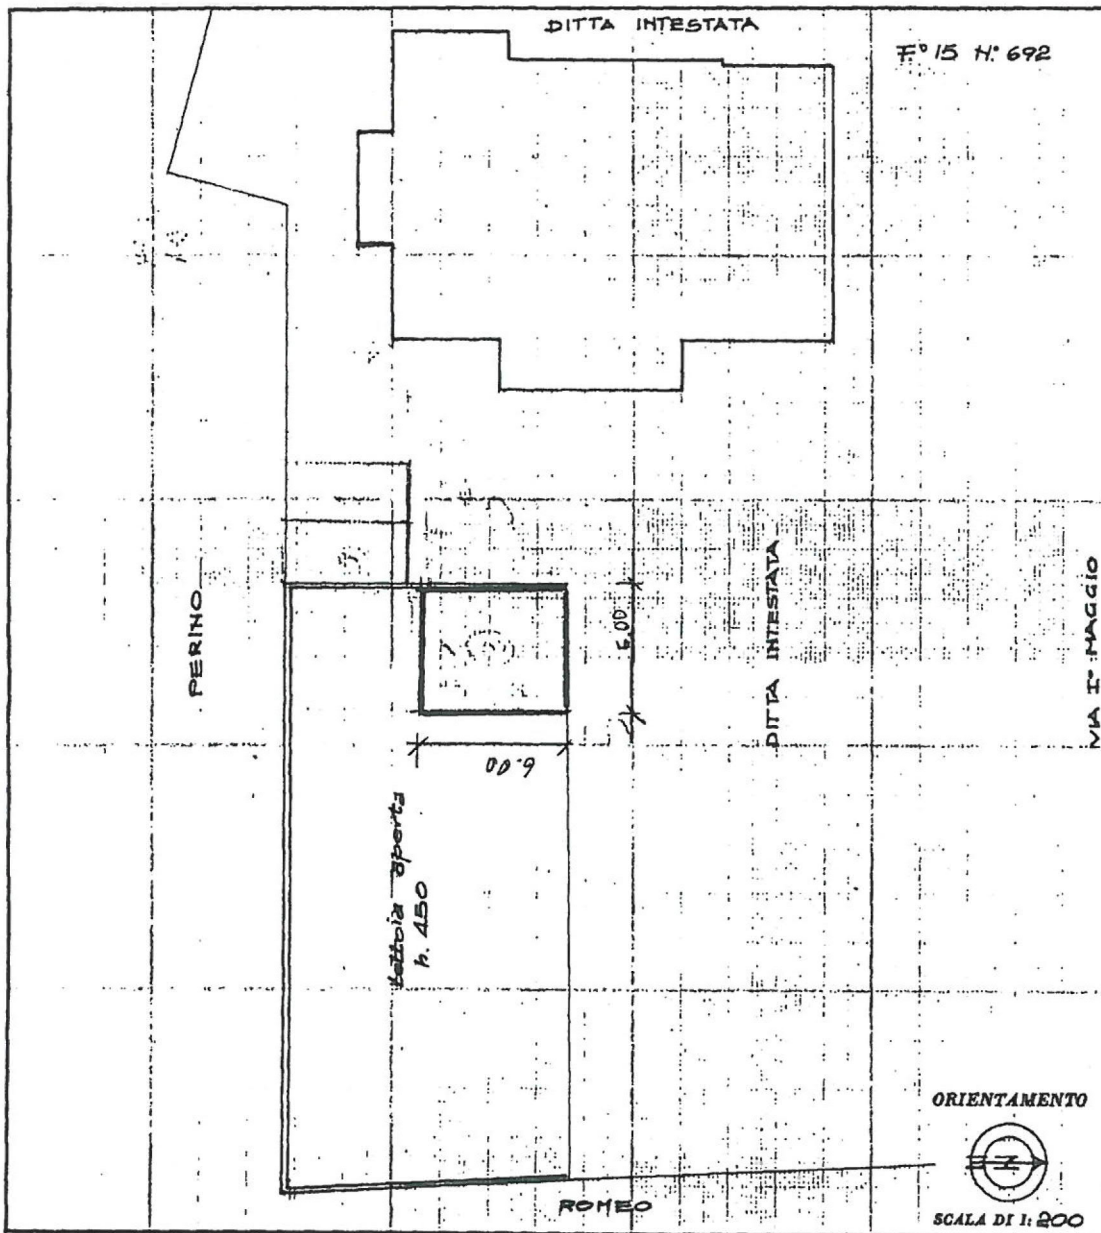 DITTA INTESTATA
F.° 15 N.° 692
PERINO
6.00
DITTA INTESTATA
VIA I° MAGGIO
6.00
tettoia aperta
h. 450
ORIENTAMENTO
N
ROMEO
SCALA DI 1: 200